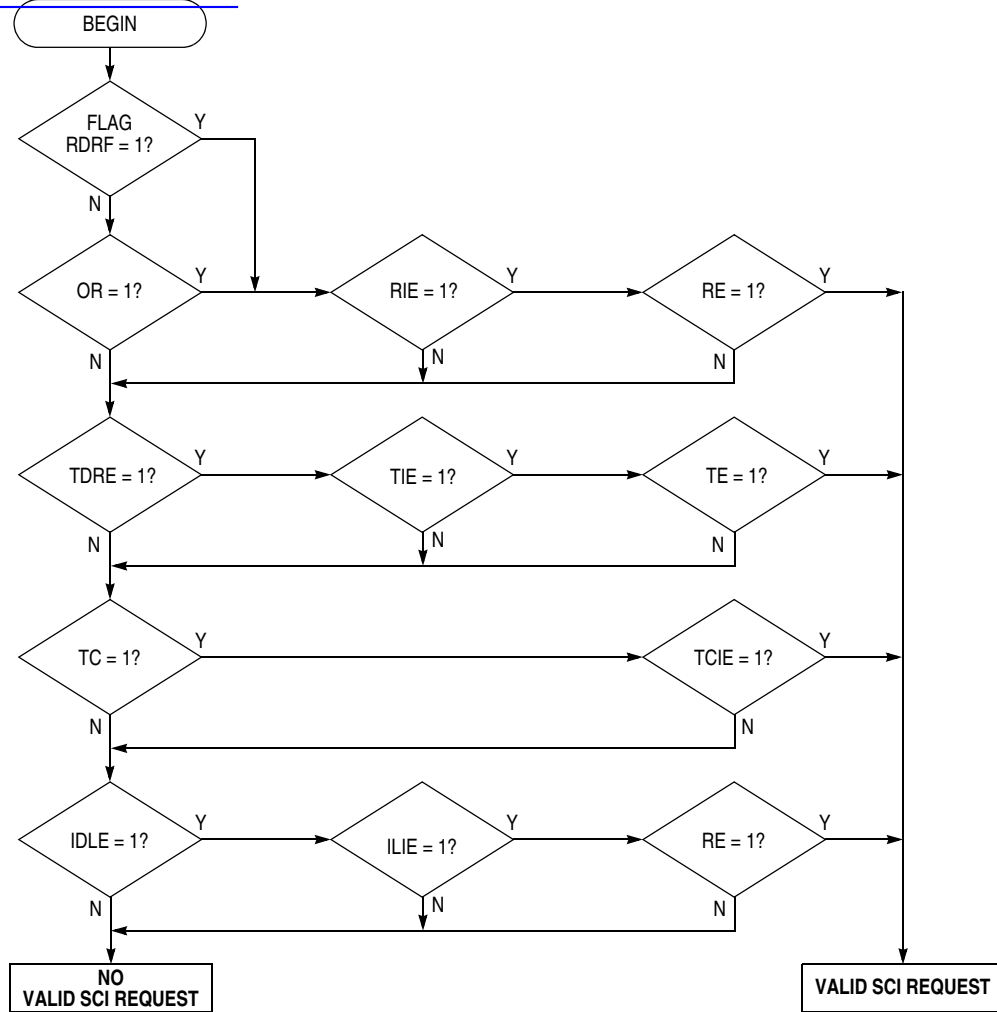 BEGIN
FLAG
RDRF = 1?
Y
N
OR = 1?
Y
RIE = 1?
Y
RE = 1?
Y
N
N
N
TDRE = 1?
Y
TIE = 1?
Y
TE = 1?
Y
N
N
N
TC = 1?
Y
TCIE = 1?
Y
N
N
IDLE = 1?
Y
ILIE = 1?
Y
RE = 1?
Y
N
N
N
NO
VALID SCI REQUEST
VALID SCI REQUEST